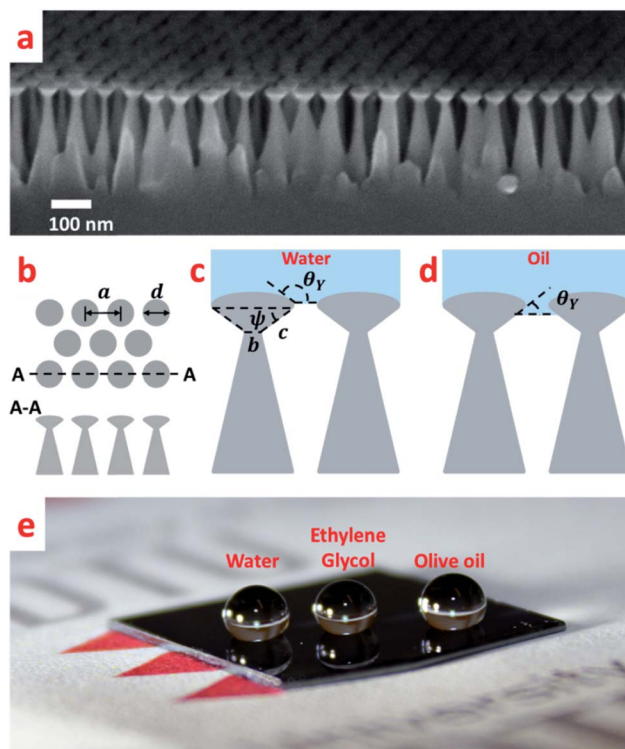 a
100 nm
b
a
d
A
A
A-A
c
Water
θY
ψ
c
b
d
Oil
θY
e
Water
Ethylene
Glycol
Olive oil